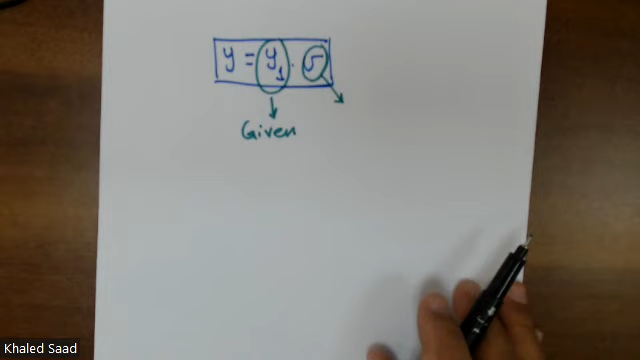 y = y₁ . v
Given
Khaled Saad